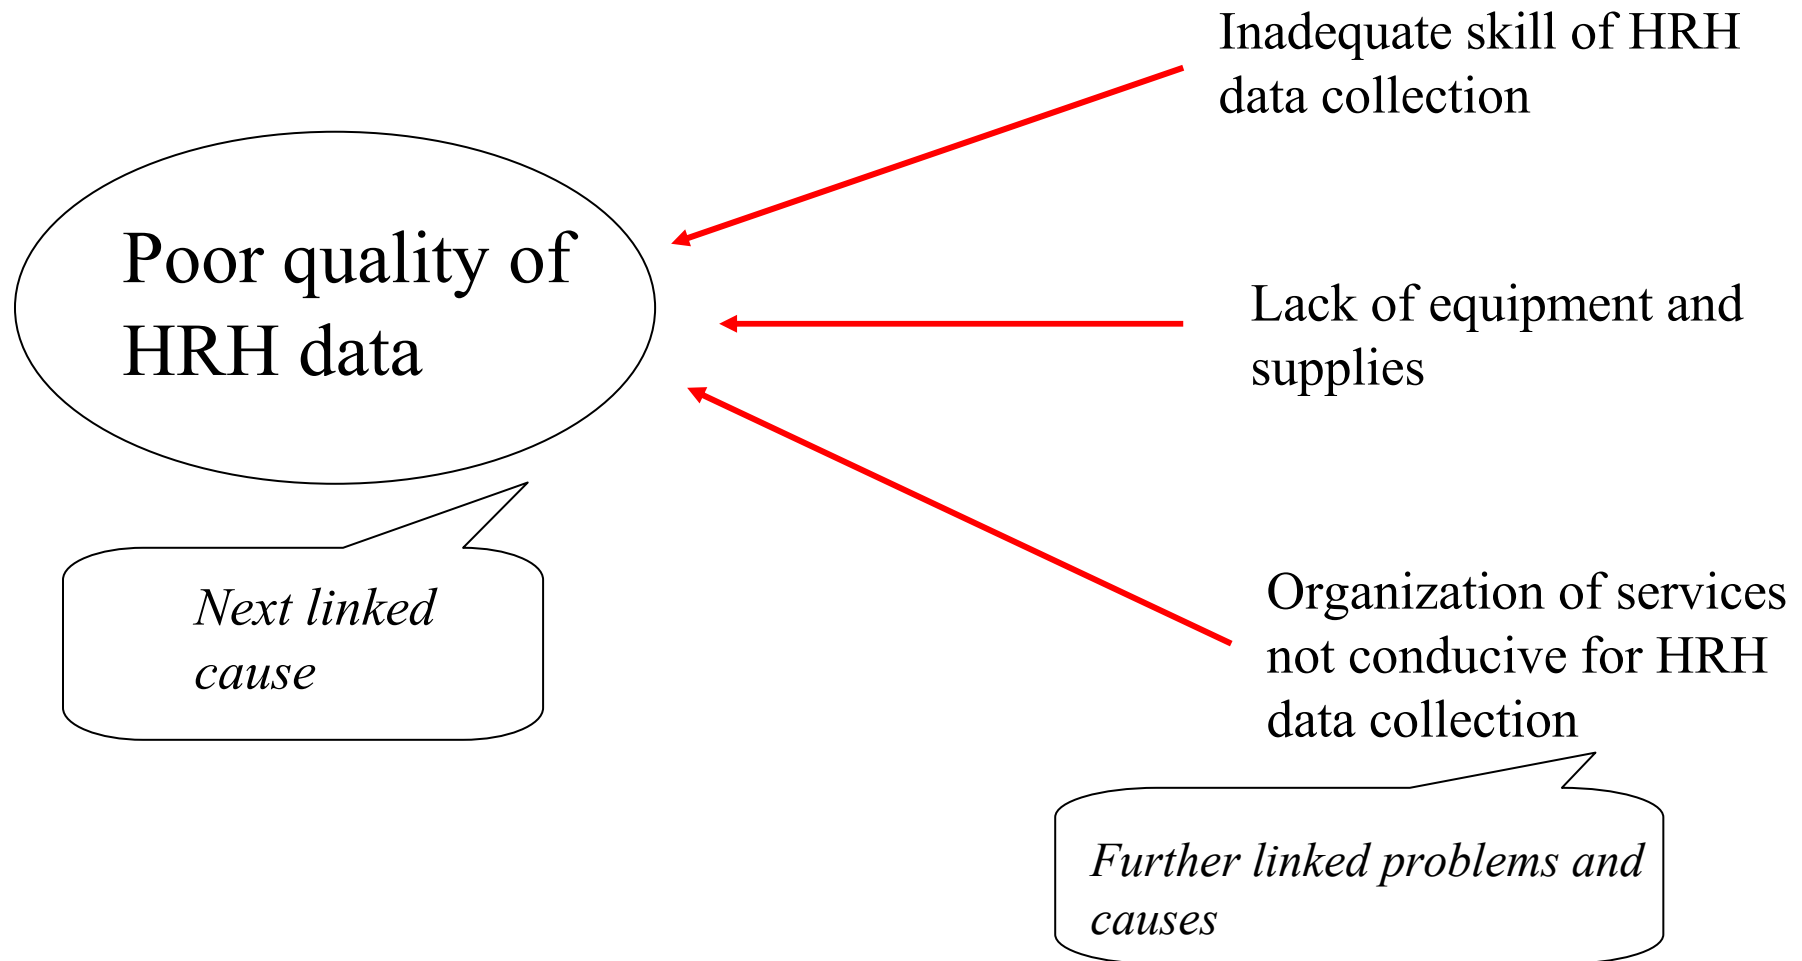 Inadequate skill of HRH
data collection
Poor quality of
HRH data
Lack of equipment and
supplies
Next linked
cause
Organization of services
not conducive for HRH
data collection
Further linked problems and
causes